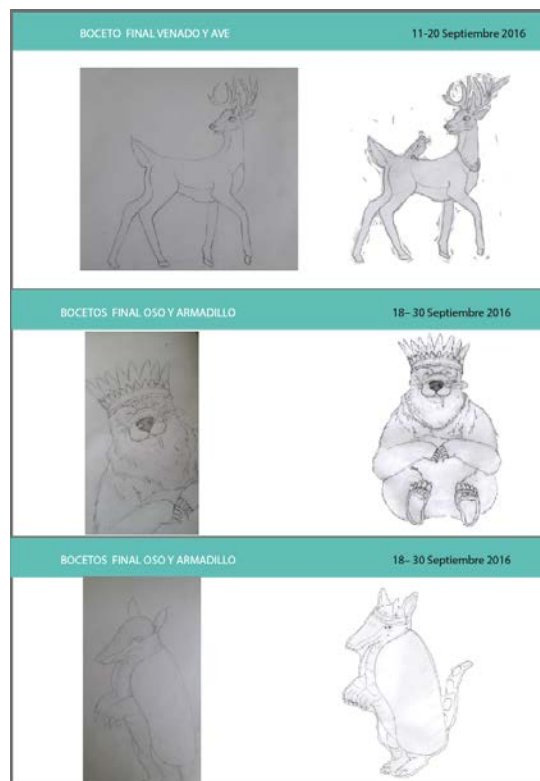 BOCETO  FINAL VENADO Y AVE
11-20 Septiembre 2016
BOCETOS  FINAL OSO Y ARMADILLO
18– 30 Septiembre 2016
BOCETOS  FINAL OSO Y ARMADILLO
18– 30 Septiembre 2016